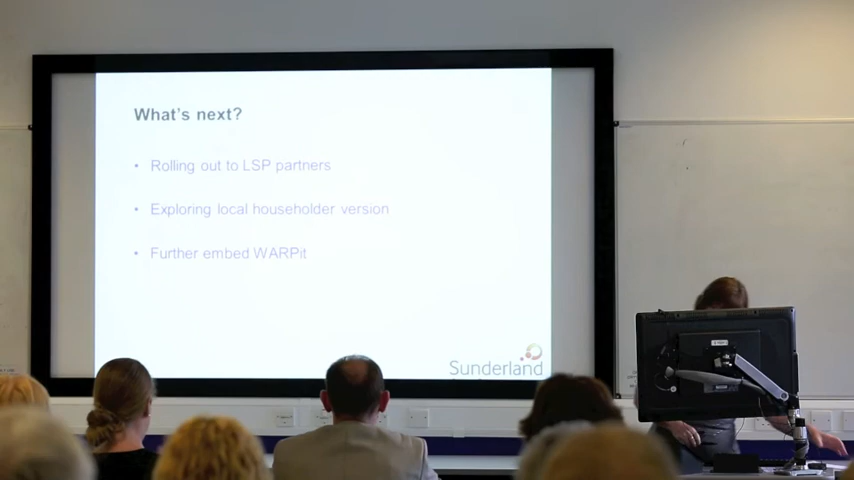 What's next?
• Rolling out to LSP partners
• Exploring local householder version
• Further embed WARPit
Sunderland